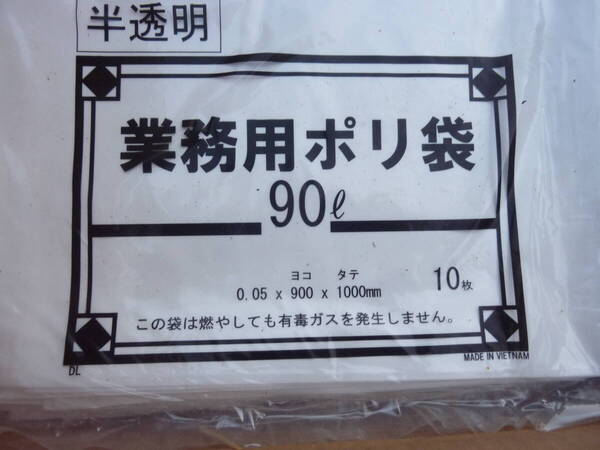 半透明
業務用ポリ袋
90ℓ
ヨコ タテ
0.05 x 900 x 1000mm 10枚
この袋は燃やしても有毒ガスを発生しません。
DL MADE IN VIETNAM